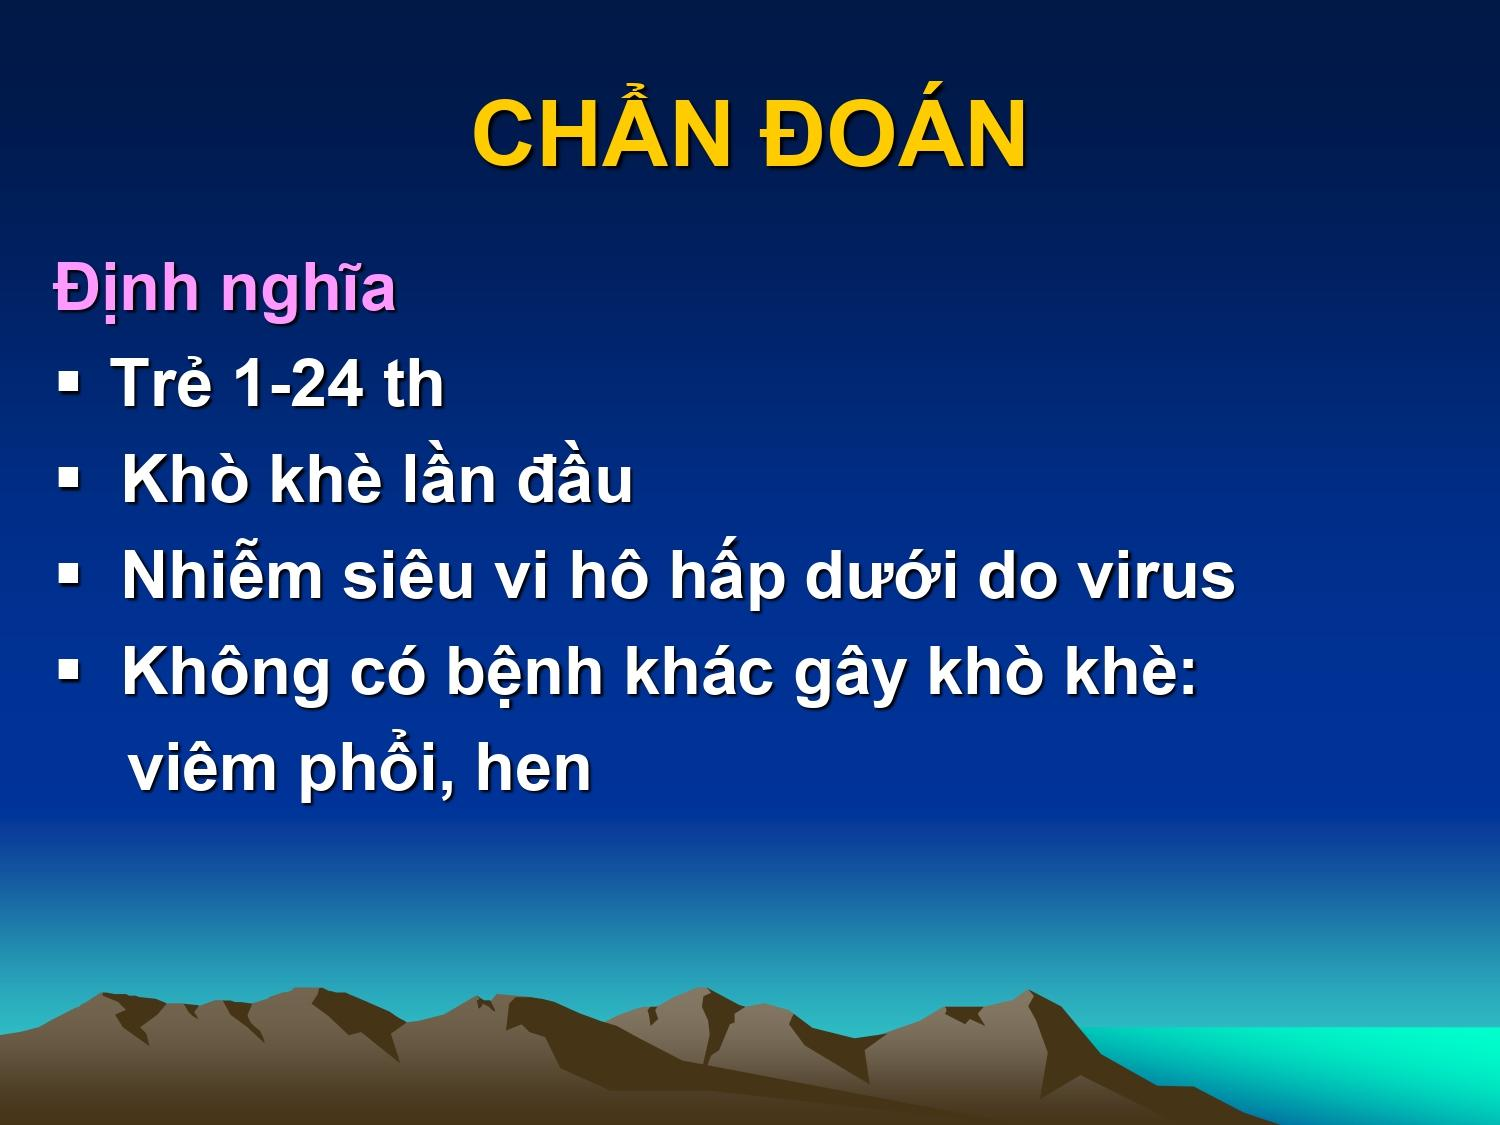 CHẨN ĐOÁN
Định nghĩa
▪ Trẻ 1-24 th
▪ Khò khè lần đầu
▪ Nhiễm siêu vi hô hấp dưới do virus
▪ Không có bệnh khác gây khò khè:
viêm phổi, hen